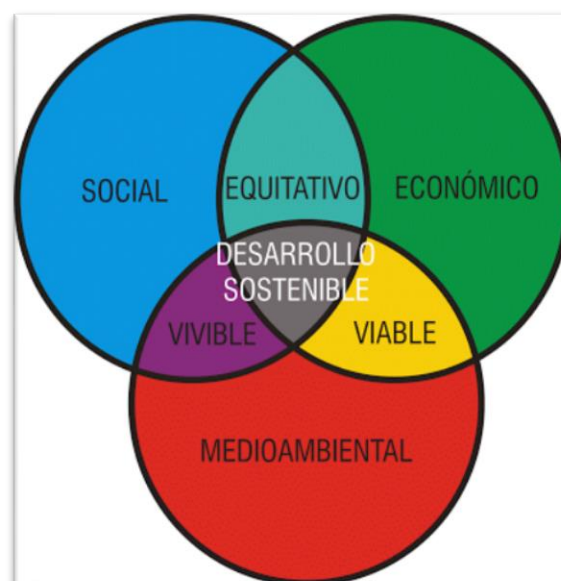 SOCIAL
EQUITATIVO
ECONÓMICO
DESARROLLO
SOSTENIBLE
VIVIBLE
VIABLE
MEDIOAMBIENTAL